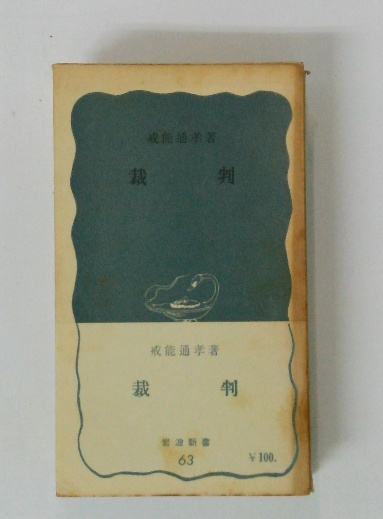 戒能通孝著
裁判
戒能通孝著
裁判
岩波新書
63
￥100.